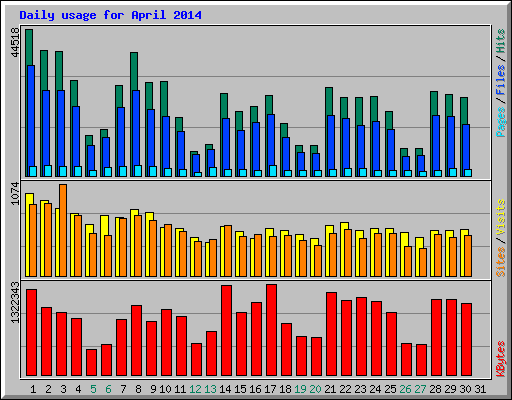 Daily usage for April 2014
44518
Pages / Files / Hits
1074
Sites / Visits
1322343
KBytes
1 2 3 4 5 6 7 8 9 10 11 12 13 14 15 16 17 18 19 20 21 22 23 24 25 26 27 28 29 30 31